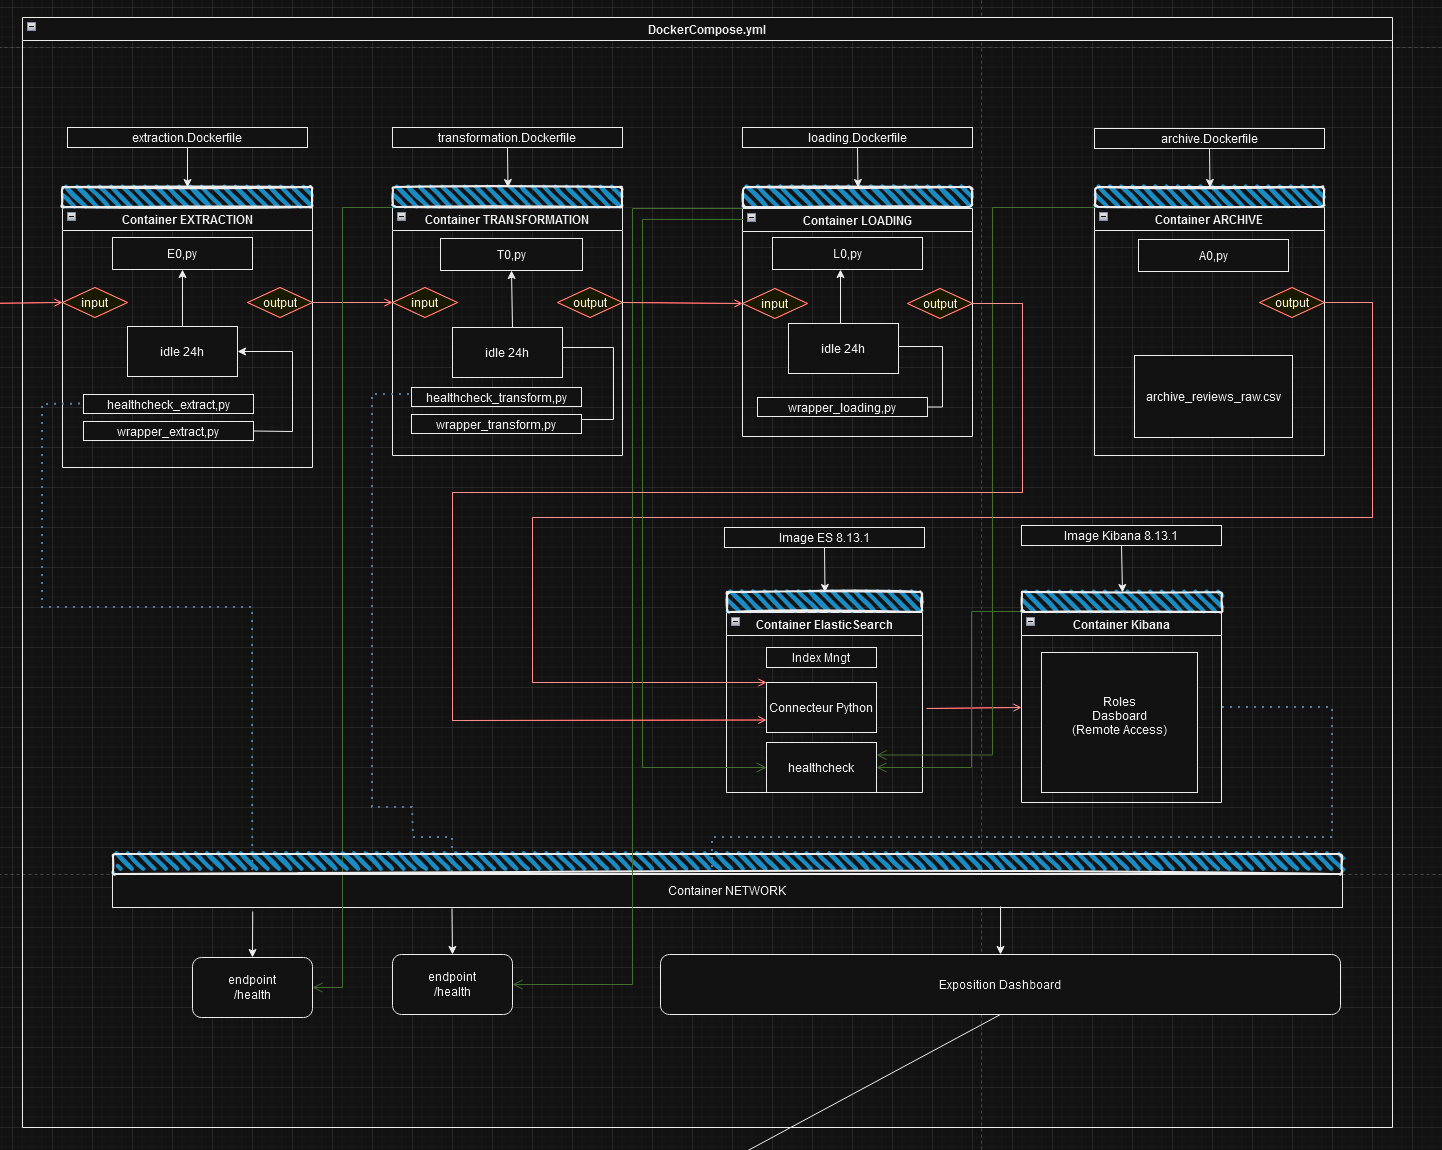 DockerCompose.yml
extraction.Dockerfile
transformation.Dockerfile
loading.Dockerfile
archive.Dockerfile
Container EXTRACTION
E0,py
input
output
idle 24h
healthcheck_extract,py
wrapper_extract,py
Container TRANSFORMATION
T0,py
input
output
idle 24h
healthcheck_transform,py
wrapper_transform,py
Container LOADING
L0,py
input
output
idle 24h
wrapper_loading,py
Container ARCHIVE
A0,py
output
archive_reviews_raw.csv
Image ES 8.13.1
Image Kibana 8.13.1
Container ElasticSearch
Index Mngt
Connecteur Python
healthcheck
Container Kibana
Roles
Dasboard
(Remote Access)
Container NETWORK
endpoint
/health
endpoint
/health
Exposition Dashboard